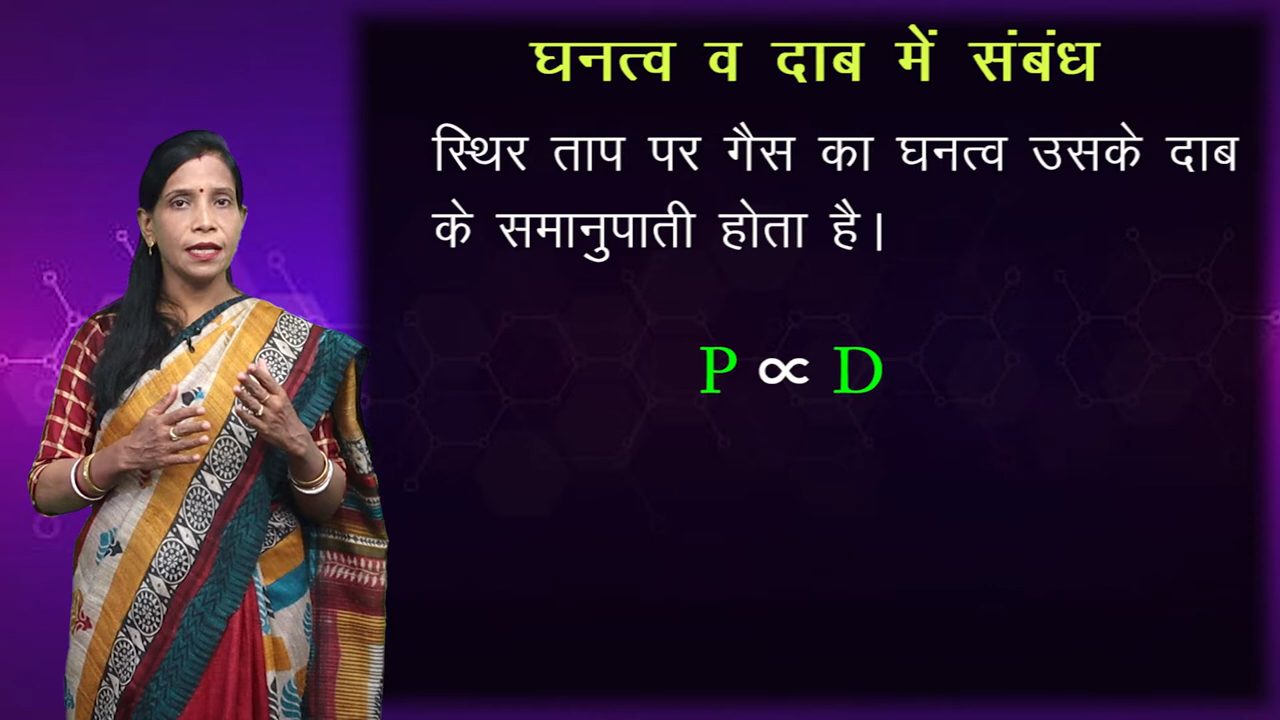 घनत्व व दाब में संबंध
स्थिर ताप पर गैस का घनत्व उसके दाब
के समानुपाती होता है।
P ∝ D